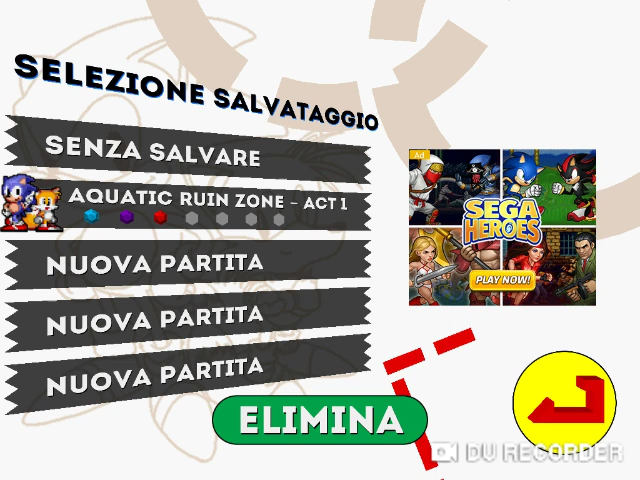 SELEZIONE SALVATAGGIO
SENZA SALVARE
AQUATIC RUIN ZONE - ACT 1
NUOVA PARTITA
NUOVA PARTITA
NUOVA PARTITA
ELIMINA
Ad
SEGA
HEROES
PLAY NOW!
DU RECORDER